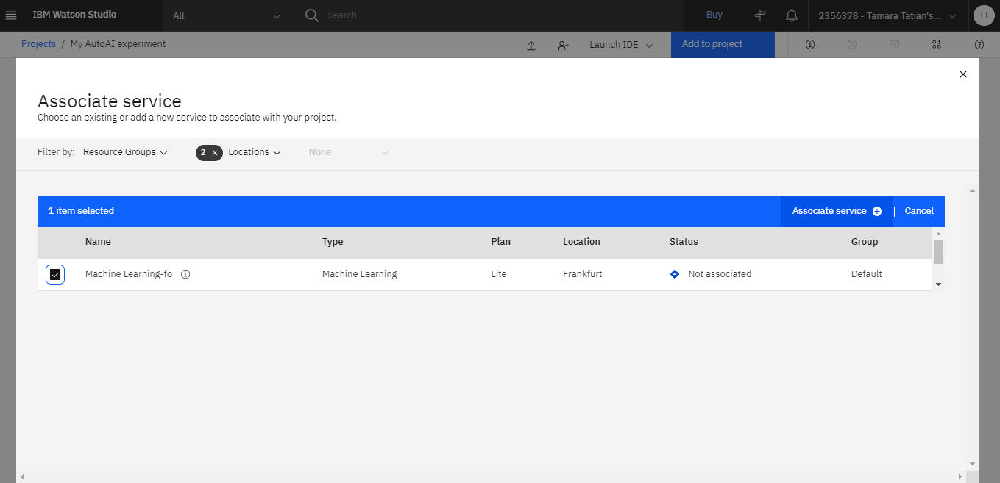 IBM Watson Studio All Search Buy 2356378 - Tamara Tatian's... TT
Projects / My AutoAI experiment Launch IDE Add to project
Associate service
Choose an existing or add a new service to associate with your project.
Filter by: Resource Groups 2 × Locations None
1 item selected Associate service Cancel
Name Type Plan Location Status Group
Machine Learning-fo Machine Learning Lite Frankfurt Not associated Default